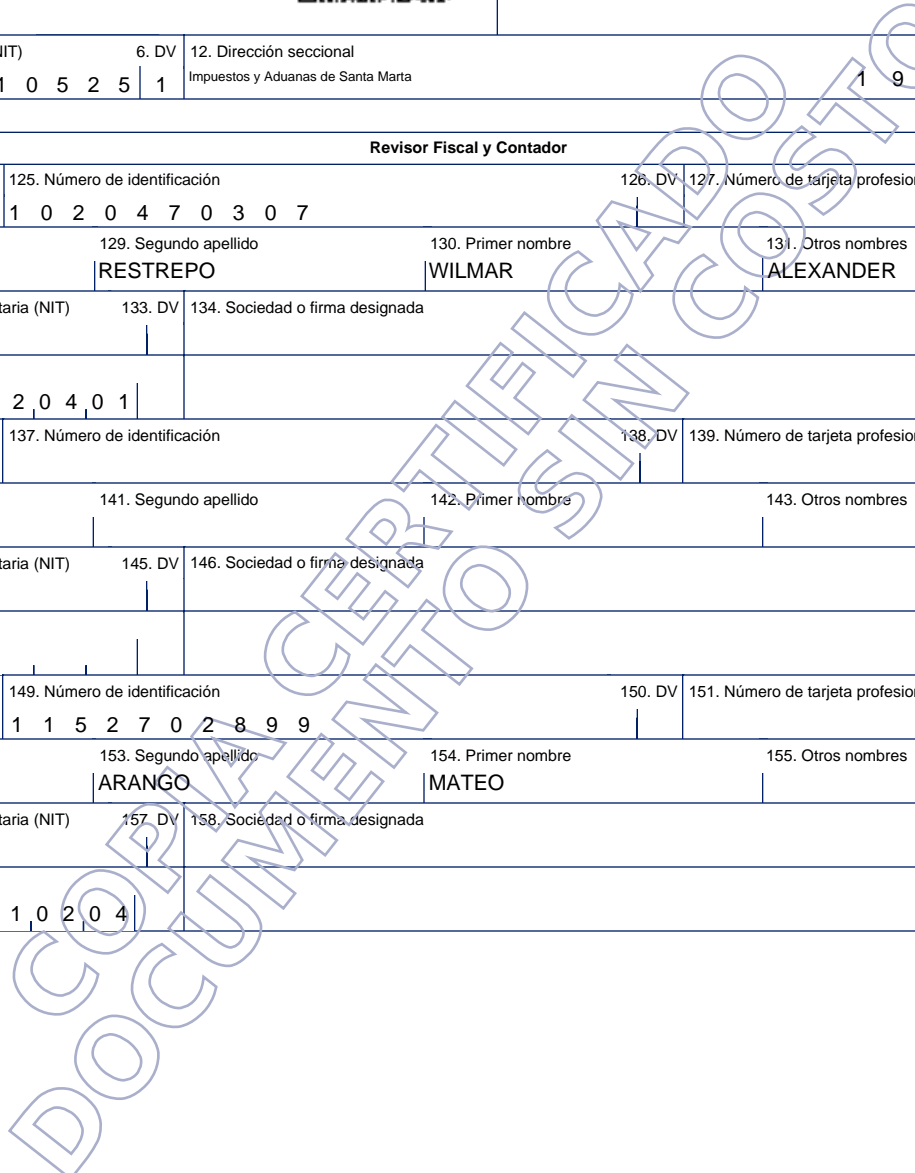 IIT) 6. DV 12. Dirección seccional
1 0 5 2 5 1 Impuestos y Aduanas de Santa Marta 1 9
Revisor Fiscal y Contador
125. Número de identificación 126. DV 127. Número de tarjeta profesion
1 0 2 0 4 7 0 3 0 7
129. Segundo apellido 130. Primer nombre 131. Otros nombres
RESTREPO WILMAR ALEXANDER
taria (NIT) 133. DV 134. Sociedad o firma designada
2 0 4 0 1
137. Número de identificación 138. DV 139. Número de tarjeta profesion
141. Segundo apellido 142. Primer nombre 143. Otros nombres
taria (NIT) 145. DV 146. Sociedad o firma designada
149. Número de identificación 150. DV 151. Número de tarjeta profesion
1 1 5 2 7 0 2 8 9 9
153. Segundo apellido 154. Primer nombre 155. Otros nombres
ARANGO MATEO
taria (NIT) 157. DV 158. Sociedad o firma designada
1 0 2 0 4
COPIA CERTIFICADO
DOCUMENTO SIN COSTO